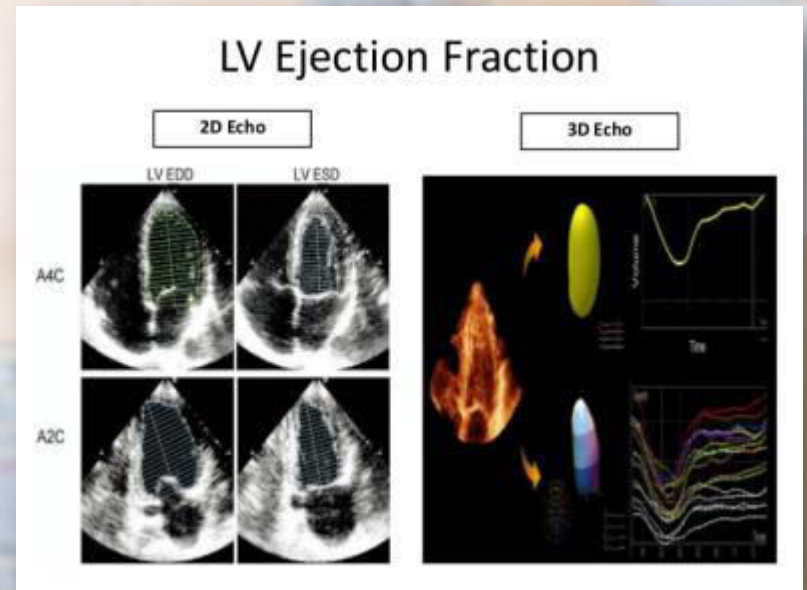 LV Ejection Fraction
2D Echo
3D Echo
LV EDD
LV ESD
A4C
A2C
Volume
Time